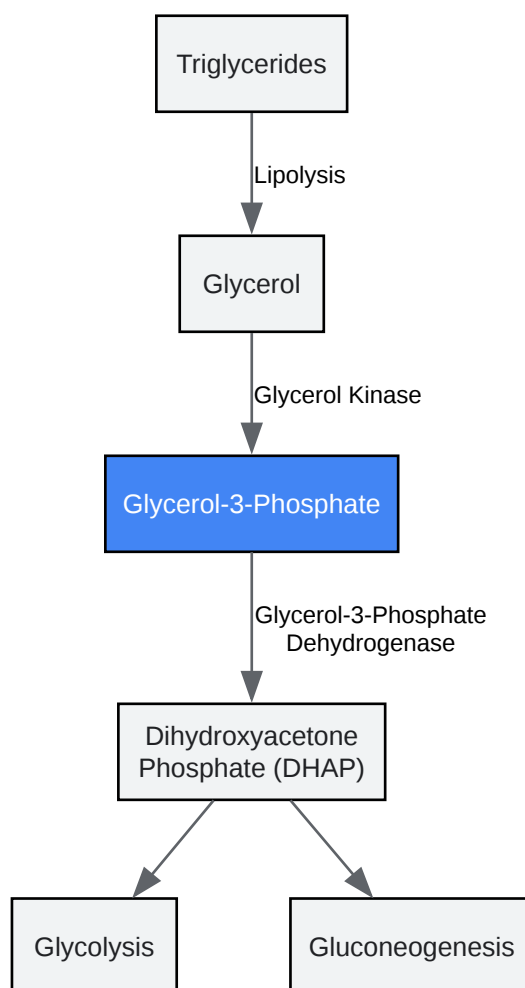 Triglycerides
Lipolysis
Glycerol
Glycerol Kinase
Glycerol-3-Phosphate
Glycerol-3-Phosphate
Dehydrogenase
Dihydroxyacetone
Phosphate (DHAP)
Glycolysis
Gluconeogenesis